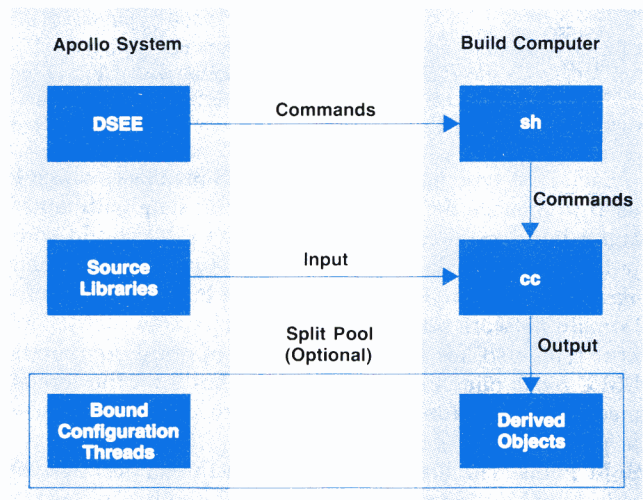 Apollo System
Build Computer
DSEE
Commands
sh
Commands
Source
Libraries
Input
cc
Split Pool
(Optional)
Output
Bound
Configuration
Threads
Derived
Objects